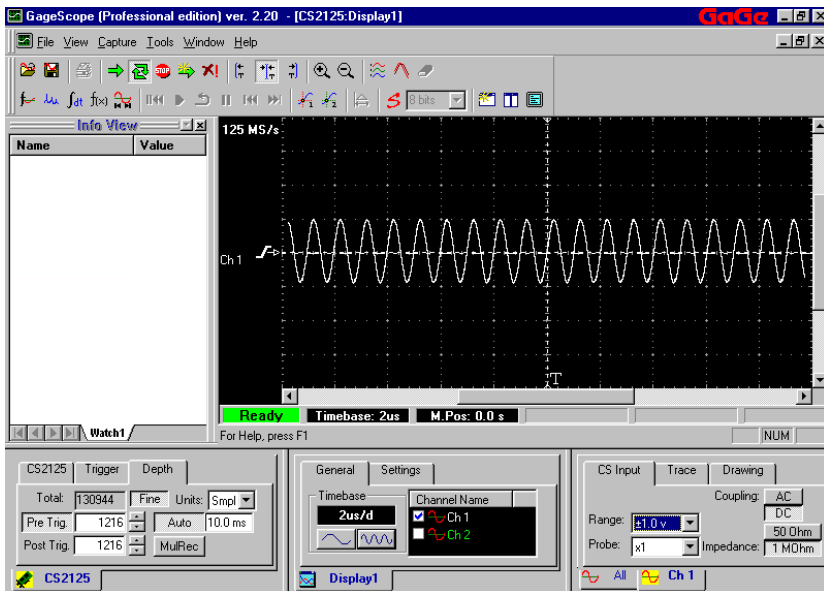 GageScope (Professional edition) ver. 2.20 - [CS2125:Display1] GaGe
File View Capture Tools Window Help
STOP
∫dt f(x) 8 bits
Info View
Name Value
125 MS/s
Ch 1
T
Ready Timebase: 2us M.Pos: 0.0 s
Watch1
For Help, press F1 NUM
CS2125 Trigger Depth
Total: 130944 Fine Units: Smpl
Pre Trig. 1216 Auto 10.0 ms
Post Trig. 1216 MulRec
CS2125
General Settings
Timebase
2us/d
Channel Name
Ch 1
Ch 2
Display1
CS Input Trace Drawing
Coupling: AC
DC
Range: ±1.0 v
50 Ohm
Probe: x1 Impedance: 1 MOhm
All Ch 1